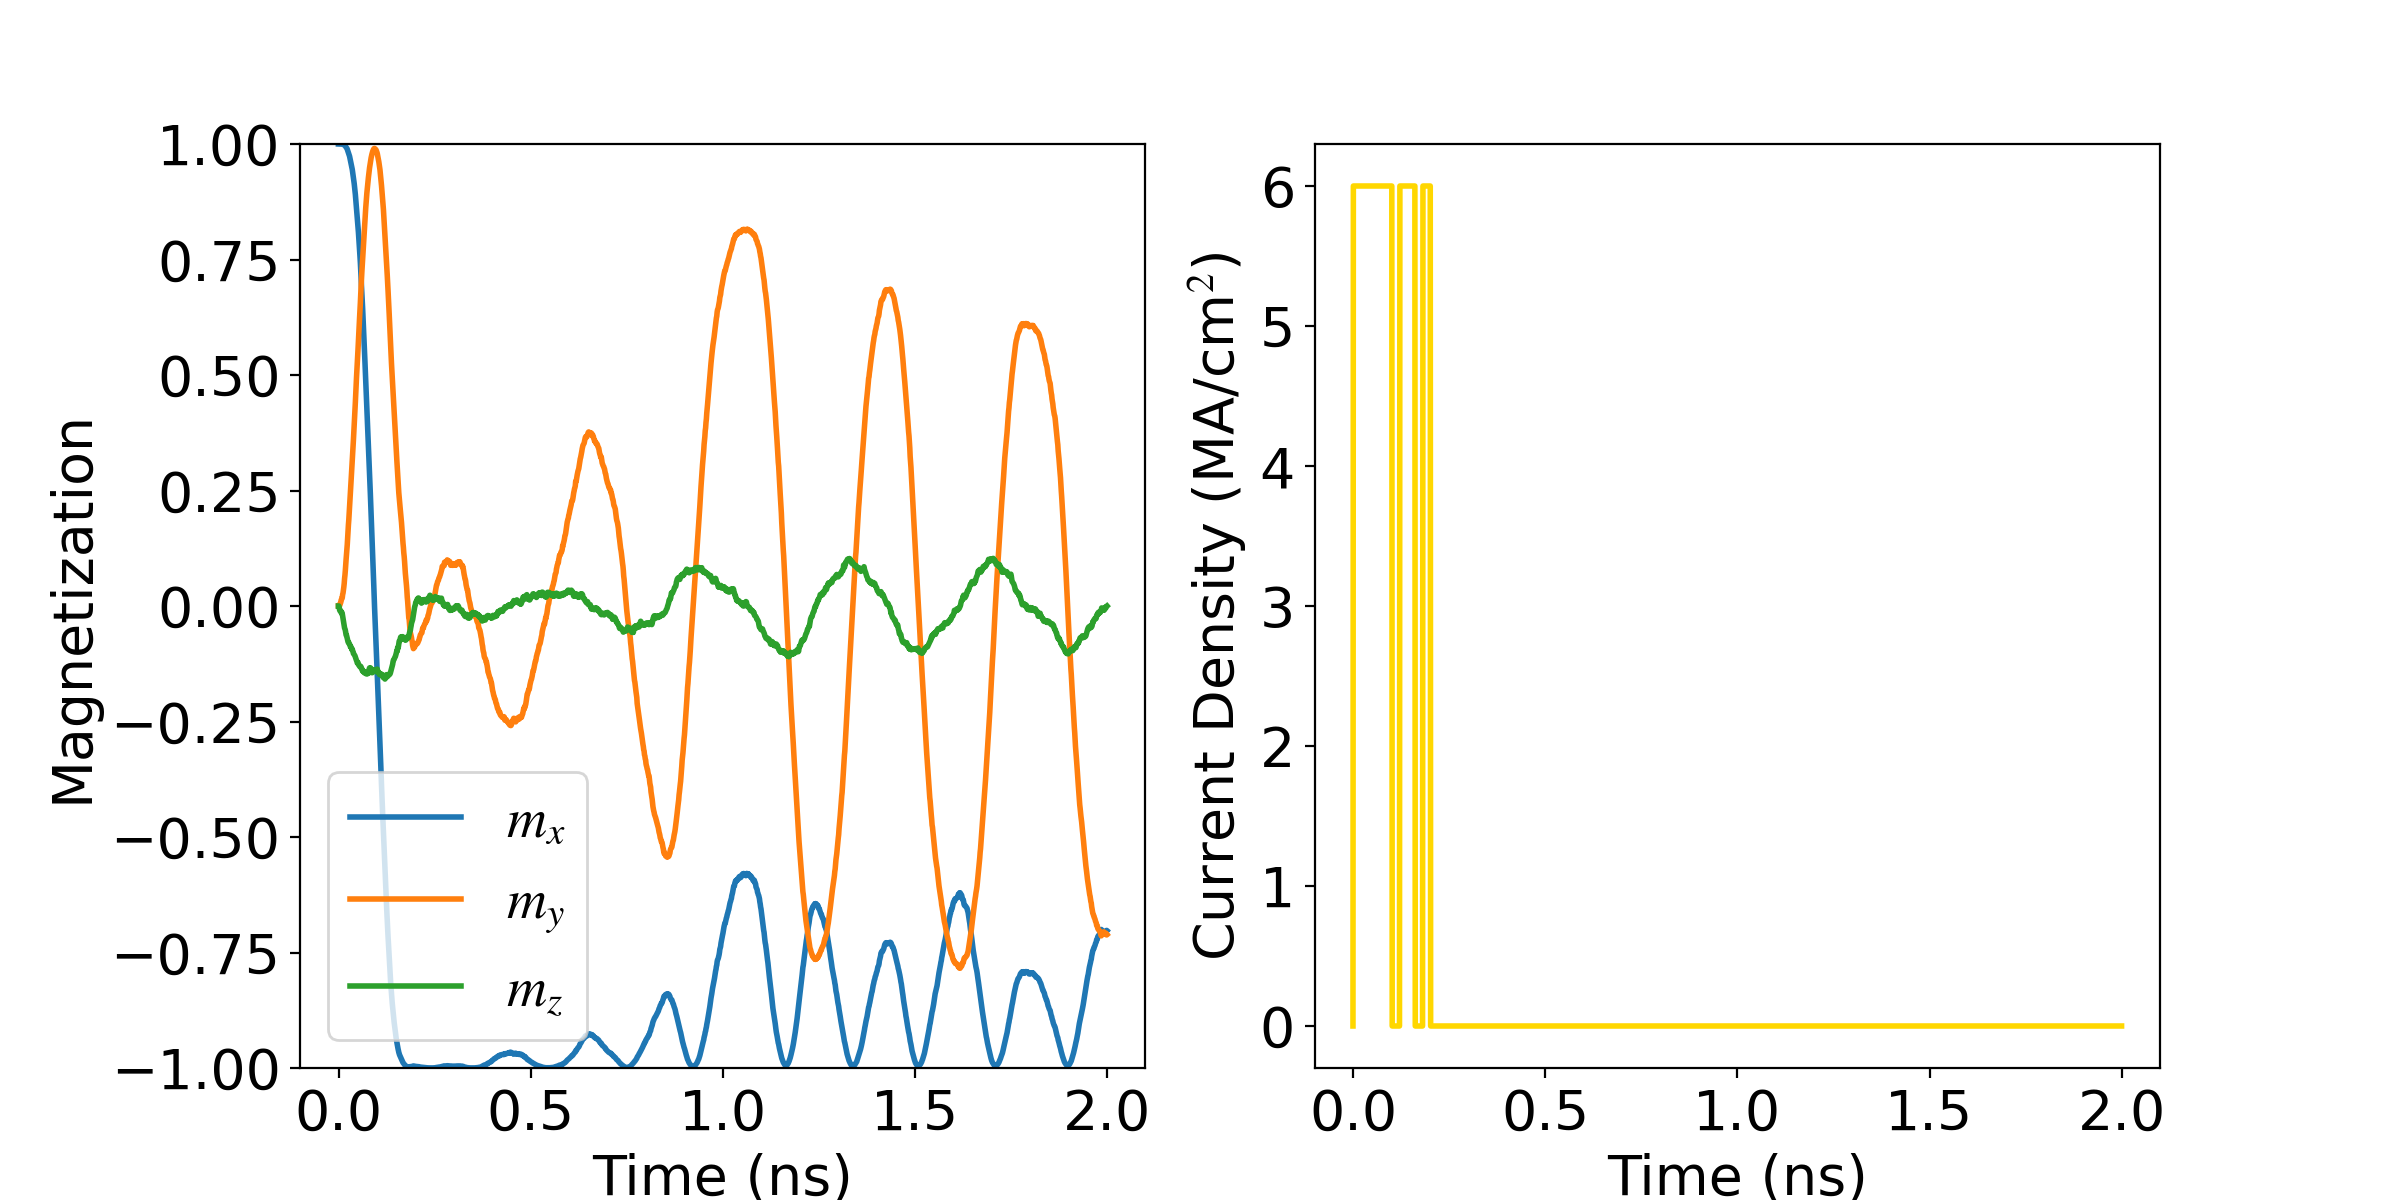 1.00
0.75
0.50
0.25
0.00
−0.25
−0.50
−0.75
−1.00
Magnetization
m_x
m_y
m_z
0.0 0.5 1.0 1.5 2.0
Time (ns)
6
5
4
3
2
1
0
Current Density (MA/cm²)
0.0 0.5 1.0 1.5 2.0
Time (ns)